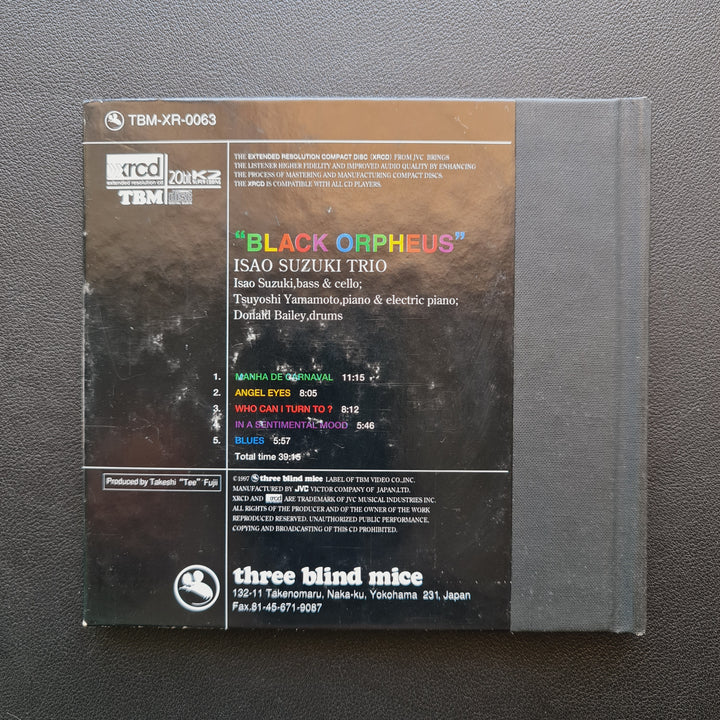 TBM-XR-0063
xrcd
extended resolution cd
20bit K2
SUPER CODING
TBM
THE EXTENDED RESOLUTION COMPACT DISC (XRCD) FROM JVC BRINGS
THE LISTENER HIGHER FIDELITY AND IMPROVED AUDIO QUALITY BY ENHANCING
THE PROCESS OF MASTERING AND MANUFACTURING COMPACT DISCS.
THE XRCD IS COMPATIBLE WITH ALL CD PLAYERS.
“BLACK ORPHEUS”
ISAO SUZUKI TRIO
Isao Suzuki,bass & cello;
Tsuyoshi Yamamoto,piano & electric piano;
Donald Bailey,drums
1. MANHA DE CARNAVAL 11:15
2. ANGEL EYES 8:05
3. WHO CAN I TURN TO ? 8:12
4. IN A SENTIMENTAL MOOD 5:46
5. BLUES 5:57
Total time 39:15
Produced by Takeshi "Tee" Fujii
©1997 three blind mice LABEL OF TBM VIDEO CO.,INC.
MANUFACTURED BY JVC VICTOR COMPANY OF JAPAN,LTD.
XRCD AND xrcd ARE TRADEMARK OF JVC MUSICAL INDUSTRIES INC.
ALL RIGHTS OF THE PRODUCER AND OF THE OWNER OF THE WORK
REPRODUCED RESERVED. UNAUTHORIZED PUBLIC PERFORMANCE,
COPYING AND BROADCASTING OF THIS CD PROHIBITED.
three blind mice
132-11 Takenomaru, Naka-ku, Yokohama 231, Japan
Fax.81-45-671-9087